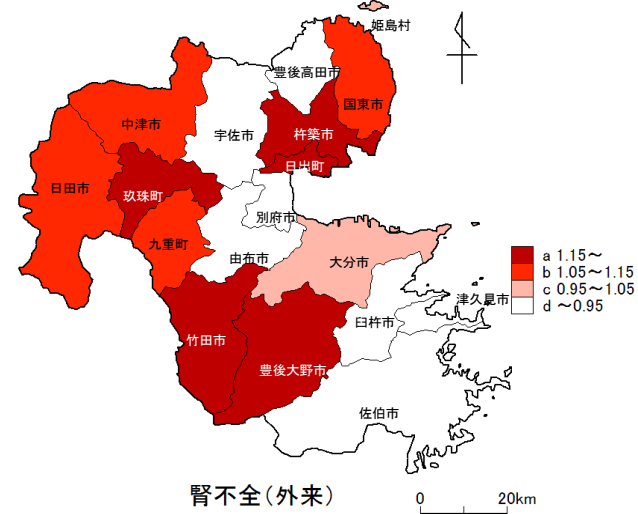 姫島村
豊後高田市
国東市
中津市
宇佐市
杵築市
日出町
日田市
玖珠町
別府市
九重町
由布市
大分市
a 1.15～
b 1.05～1.15
c 0.95～1.05
d ～0.95
津久見市
臼杵市
竹田市
豊後大野市
佐伯市
腎不全(外来)
0 20km